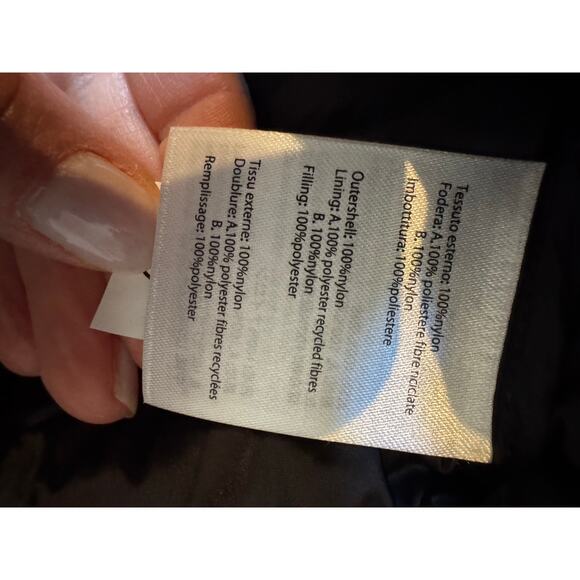 Tessuto esterno: 100%nylon
Fodera: A.100% poliestere fibre riciclate
B. 100%nylon
Imbottitura: 100%poliestere
Outershell: 100%nylon
Lining: A.100% polyester recycled fibres
B. 100%nylon
Filling: 100%polyester
Tissu externe: 100%nylon
Doublure: A.100% polyester fibres recyclées
B. 100%nylon
Remplissage: 100%polyester